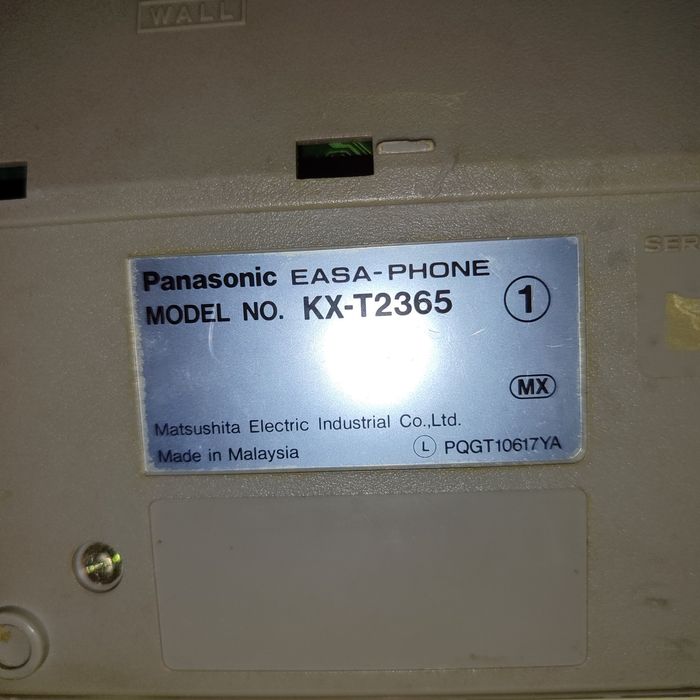 WALL
Panasonic EASA-PHONE
MODEL NO. KX-T2365 1
MX
Matsushita Electric Industrial Co.,Ltd.
Made in Malaysia L PQGT10617YA
SER